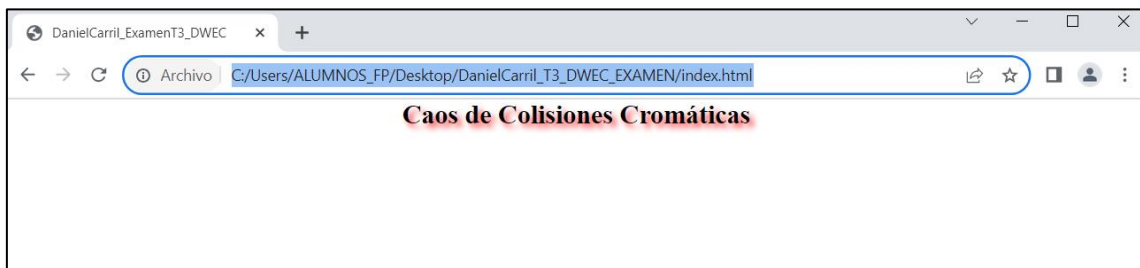 DanielCarril_ExamenT3_DWEC
Archivo C:/Users/ALUMNOS_FP/Desktop/DanielCarril_T3_DWEC_EXAMEN/index.html
Caos de Colisiones Cromáticas